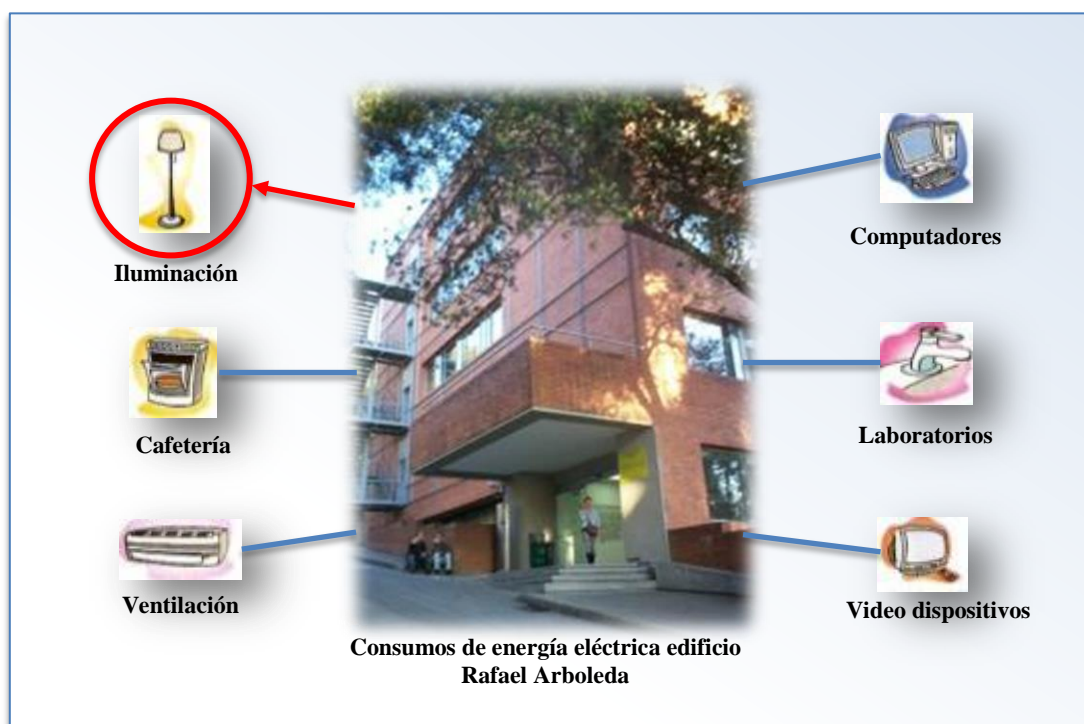 Iluminación
Cafetería
Ventilación
Computadores
Laboratorios
Video dispositivos
Consumos de energía eléctrica edificio
Rafael Arboleda